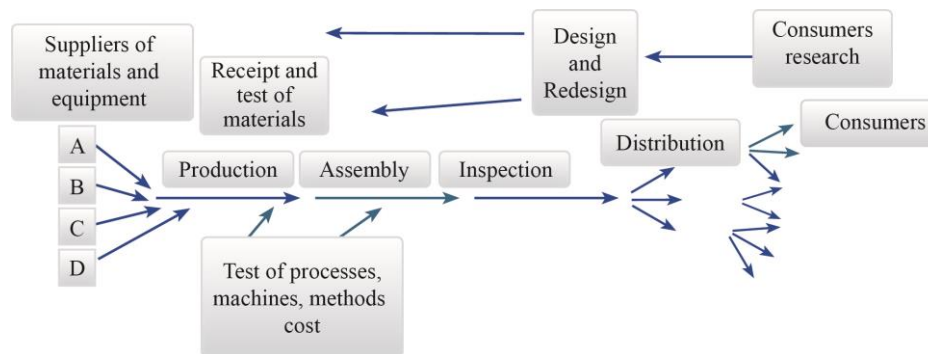 Suppliers of
materials and
equipment
Receipt and
test of
materials
Design
and
Redesign
Consumers
research
A
B
C
D
Production
Assembly
Inspection
Distribution
Consumers
Test of processes,
machines, methods
cost